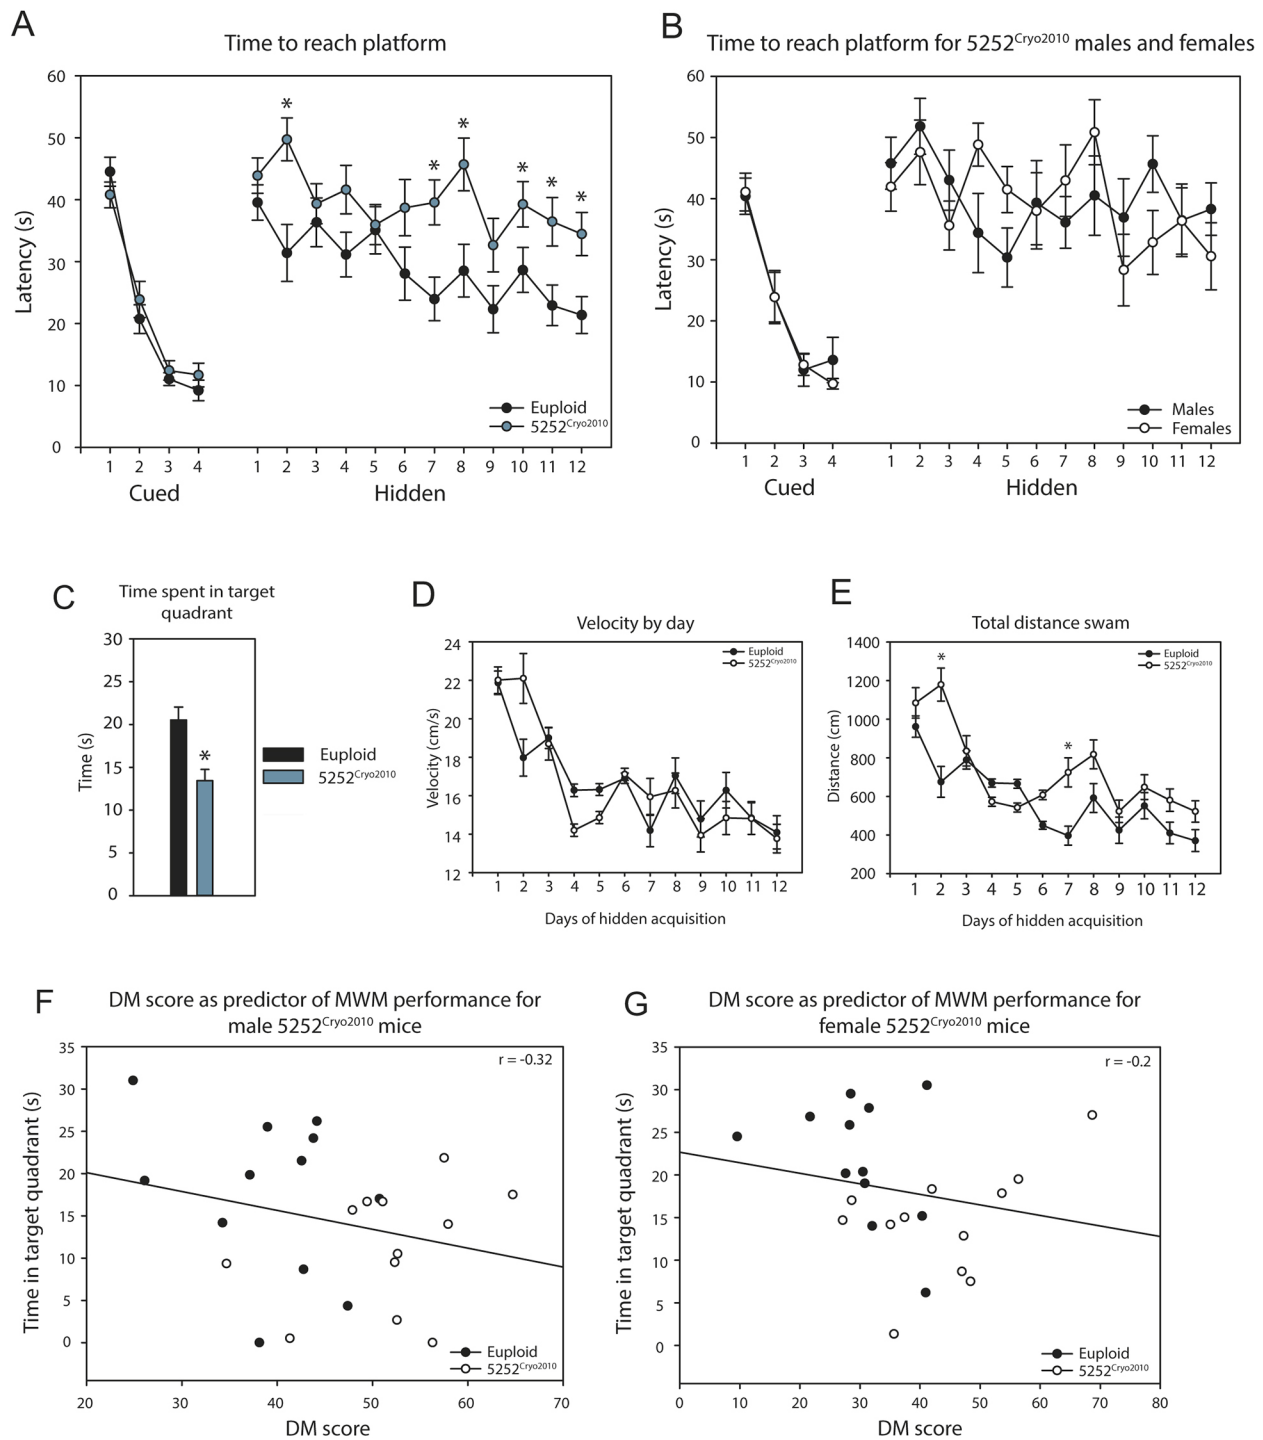 A
Time to reach platform
60
50
40
30
20
10
0
Latency (s)
* * * * * *
Euploid
5252Cryo2010
1 2 3 4 1 2 3 4 5 6 7 8 9 10 11 12
Cued Hidden
B
Time to reach platform for 5252Cryo2010 males and females
60
50
40
30
20
10
0
Latency (s)
Males
Females
1 2 3 4 1 2 3 4 5 6 7 8 9 10 11 12
Cued Hidden
C
Time spent in target
quadrant
30
25
20
15
10
5
0
Time (s)
*
Euploid
5252Cryo2010
D
Velocity by day
24
22
20
18
16
14
12
Velocity (cm/s)
Euploid
5252Cryo2010
1 2 3 4 5 6 7 8 9 10 11 12
Days of hidden acquisition
E
Total distance swam
1400
1200
1000
800
600
400
200
Distance (cm)
* *
Euploid
5252Cryo2010
1 2 3 4 5 6 7 8 9 10 11 12
Days of hidden acquisition
F
DM score as predictor of MWM performance for
male 5252Cryo2010 mice
35
30
25
20
15
10
5
0
Time in target quadrant (s)
r = -0.32
Euploid
5252Cryo2010
20 30 40 50 60 70
DM score
G
DM score as predictor of MWM performance for
female 5252Cryo2010 mice
35
30
25
20
15
10
5
0
Time in target quadrant (s)
r = -0.2
Euploid
5252Cryo2010
0 10 20 30 40 50 60 70 80
DM score